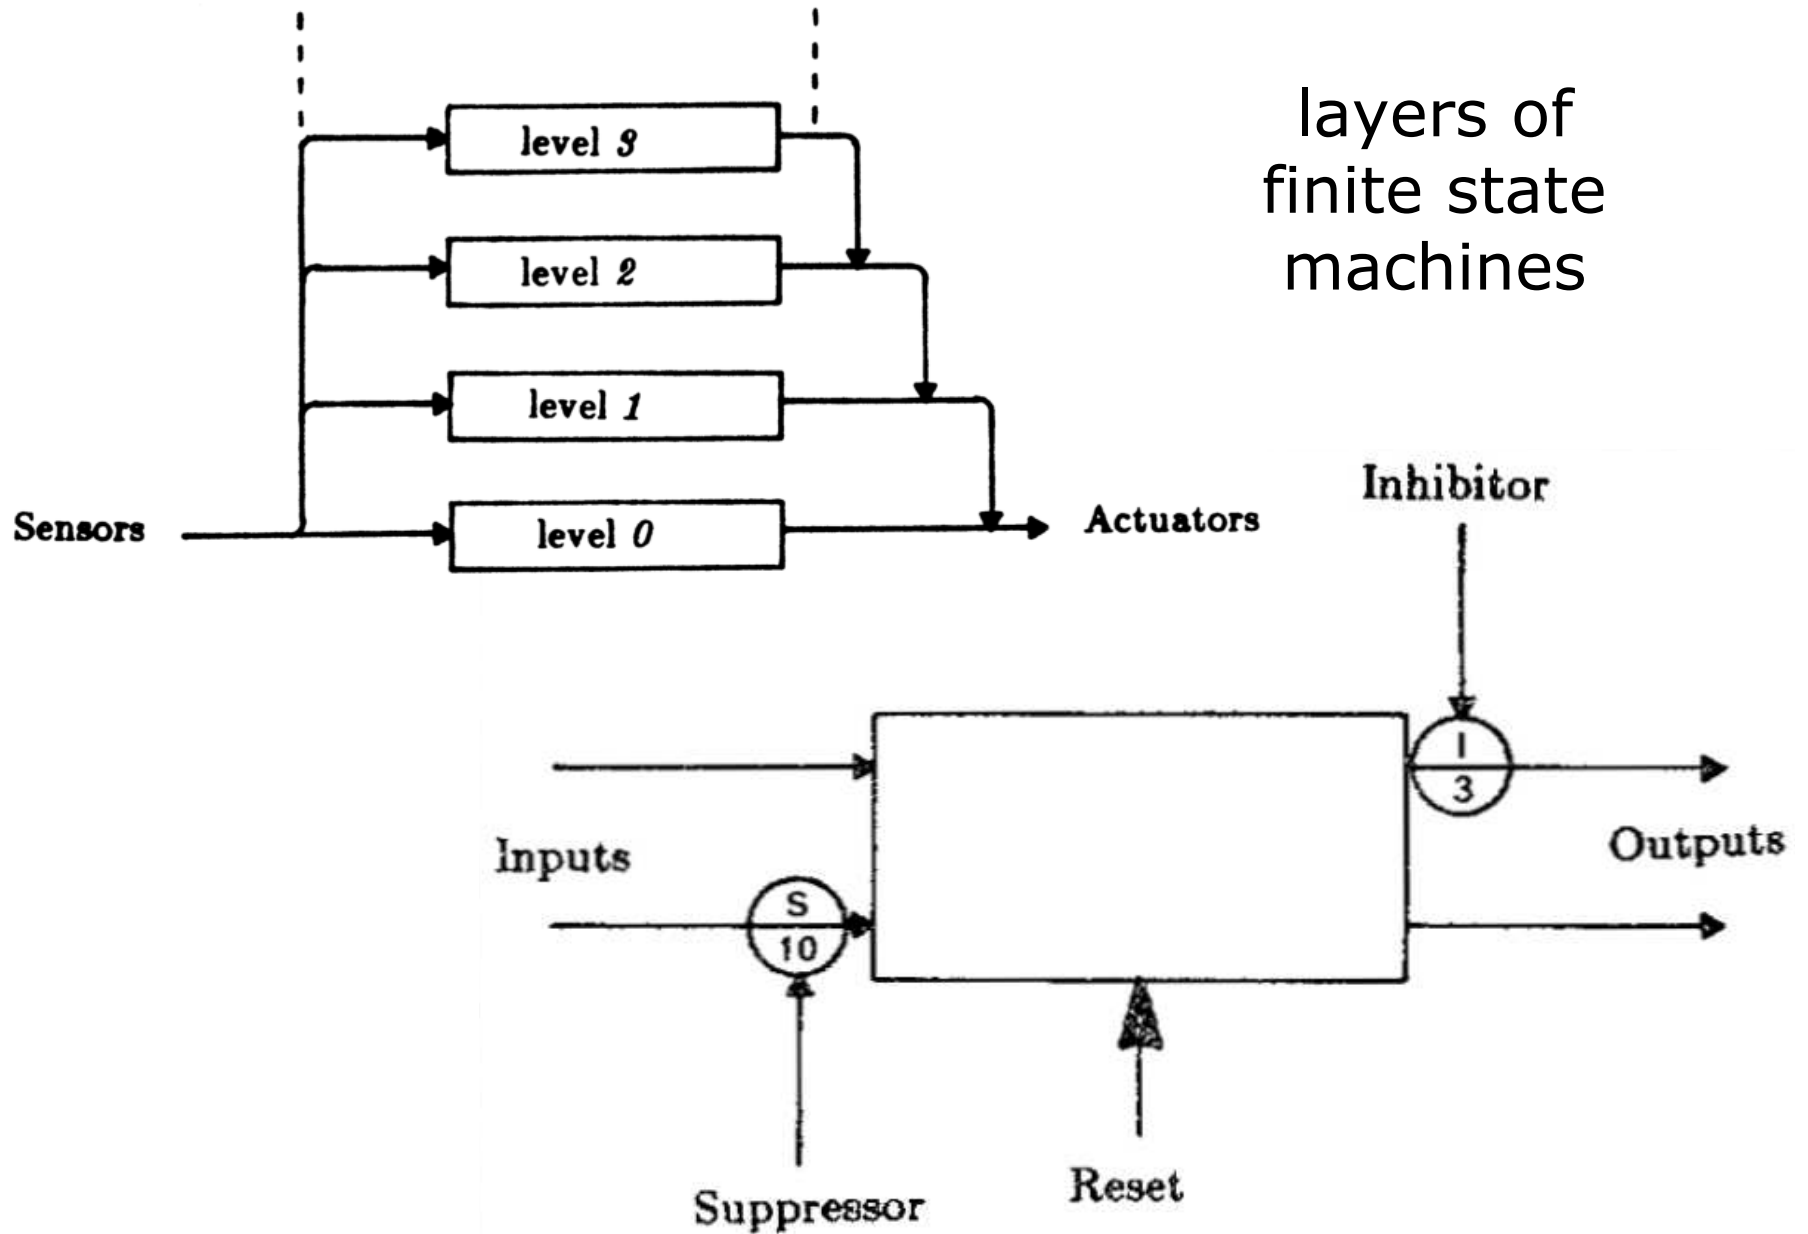 layers of
finite state
machines
level 3
level 2
level 1
level 0
Sensors
Actuators
Inhibitor
I
3
Inputs
Outputs
S
10
Suppressor
Reset